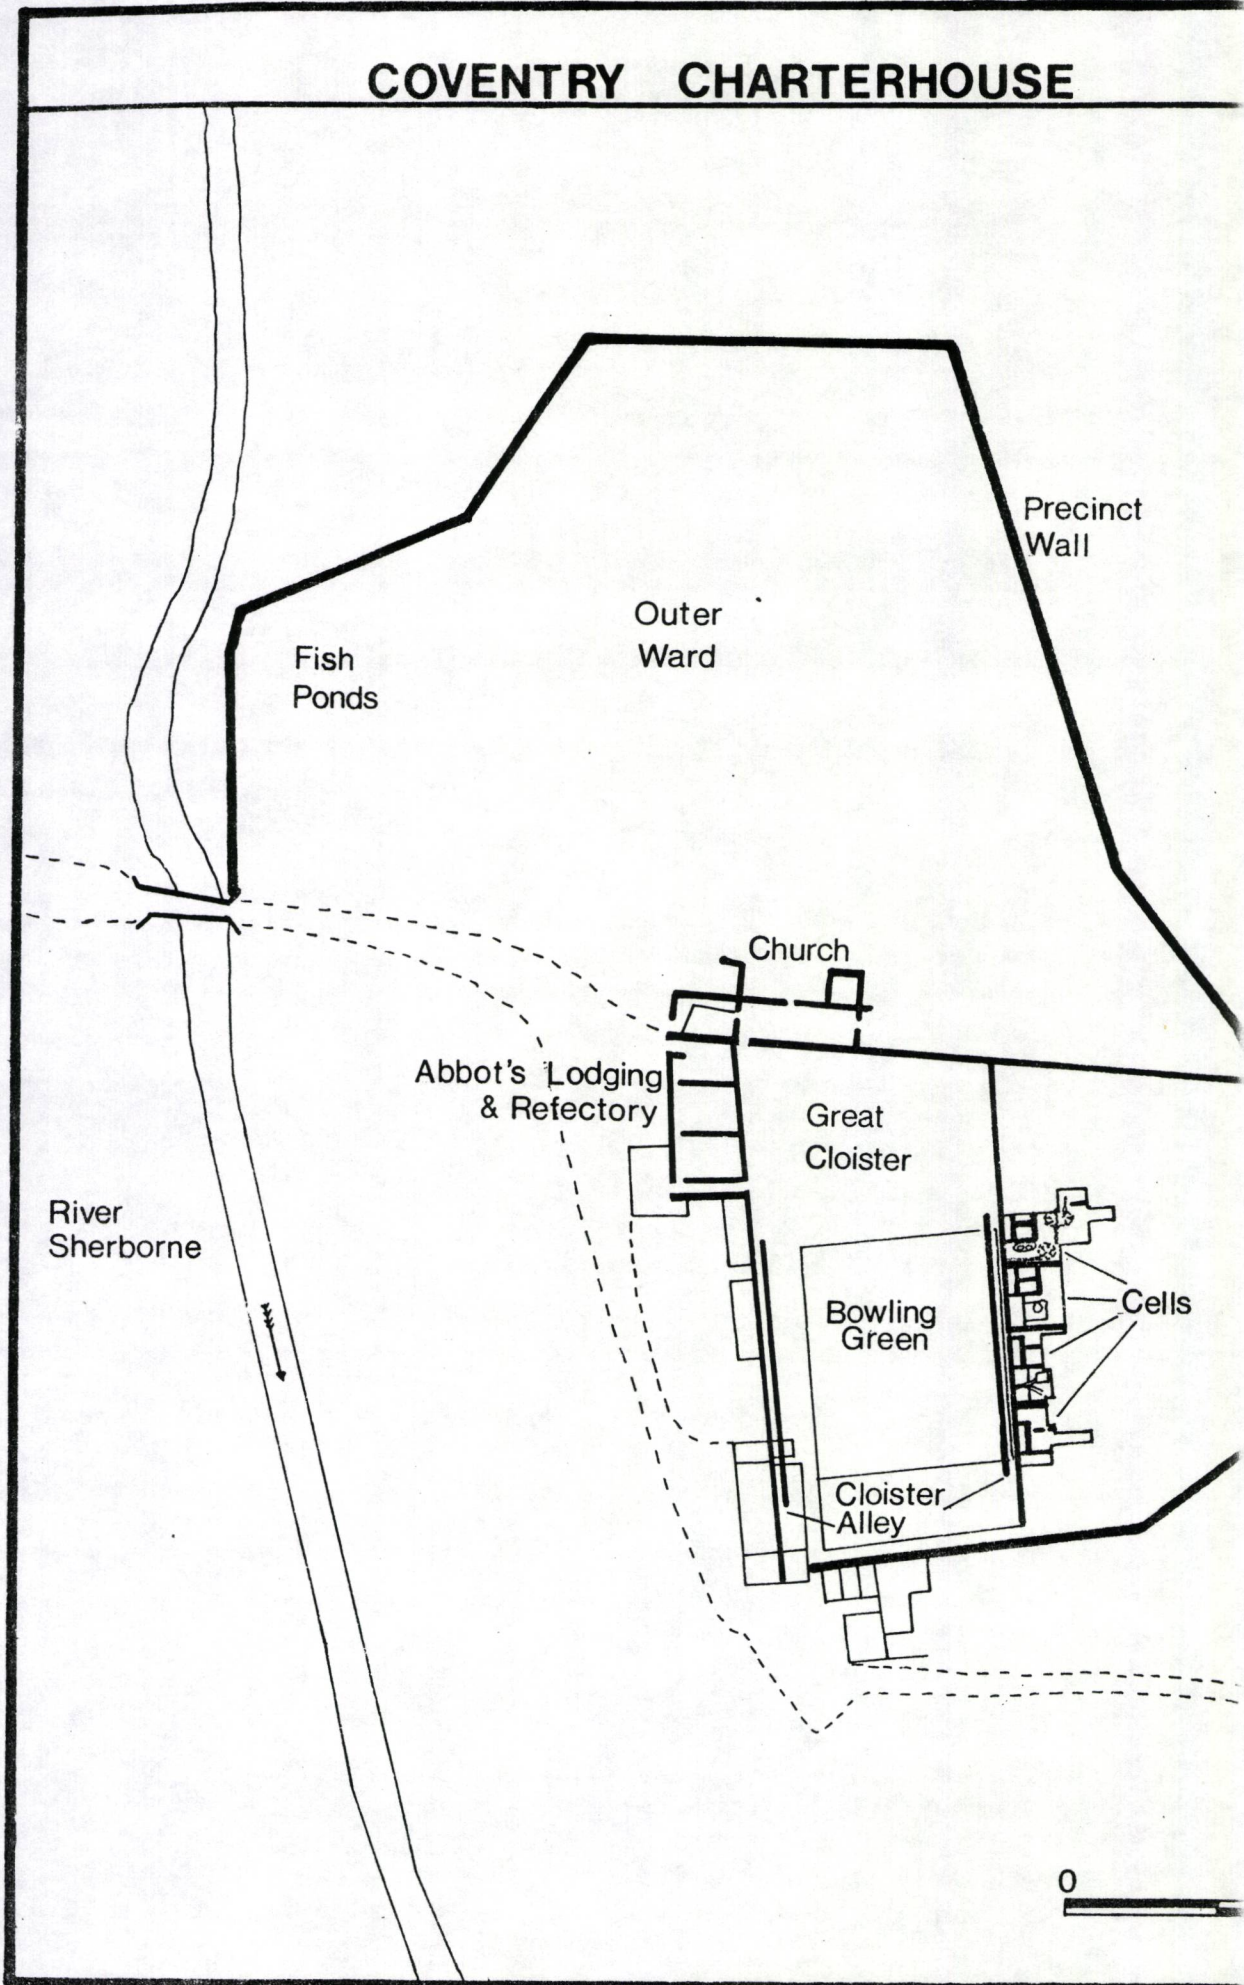 COVENTRY CHARTERHOUSE
Precinct
Wall
Outer
Ward
Fish
Ponds
Church
Abbot's Lodging
& Refectory
Great
Cloister
River
Sherborne
Cells
Bowling
Green
Cloister
Alley
0